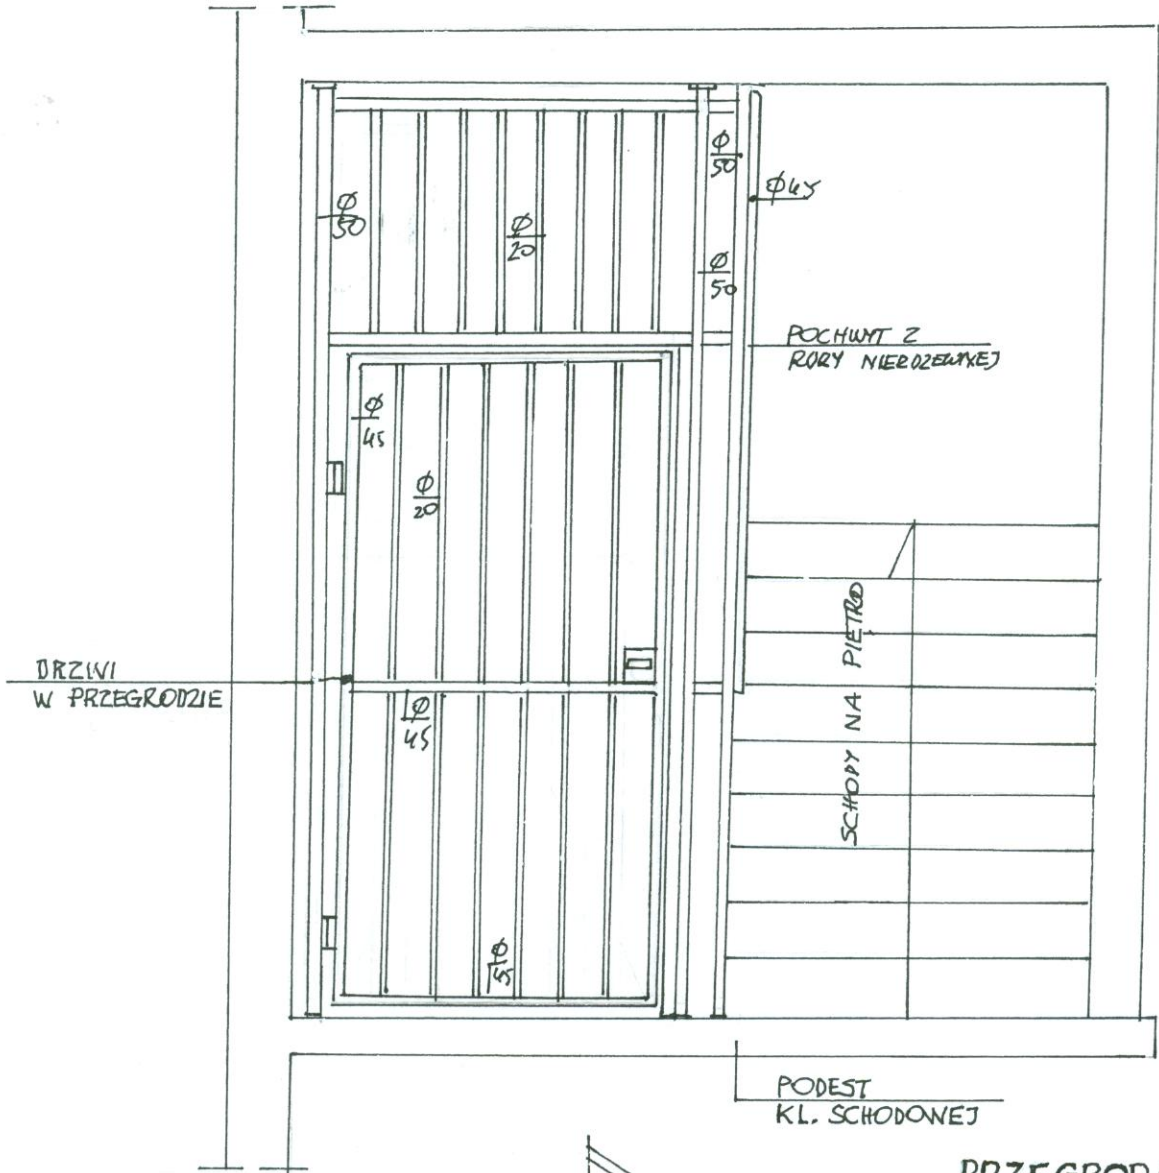 Φ
50
Φ45
Φ
50
Φ
20
Φ
50
POCHWYT Z
RURY NIERDZEWNEJ
Φ
45
Φ
20
SCHODY NA PIĘTRO
DRZWI
W PRZEGRODZIE
Φ
45
Φ
45
PODEST
KL. SCHODOWEJ
PRZEGROD